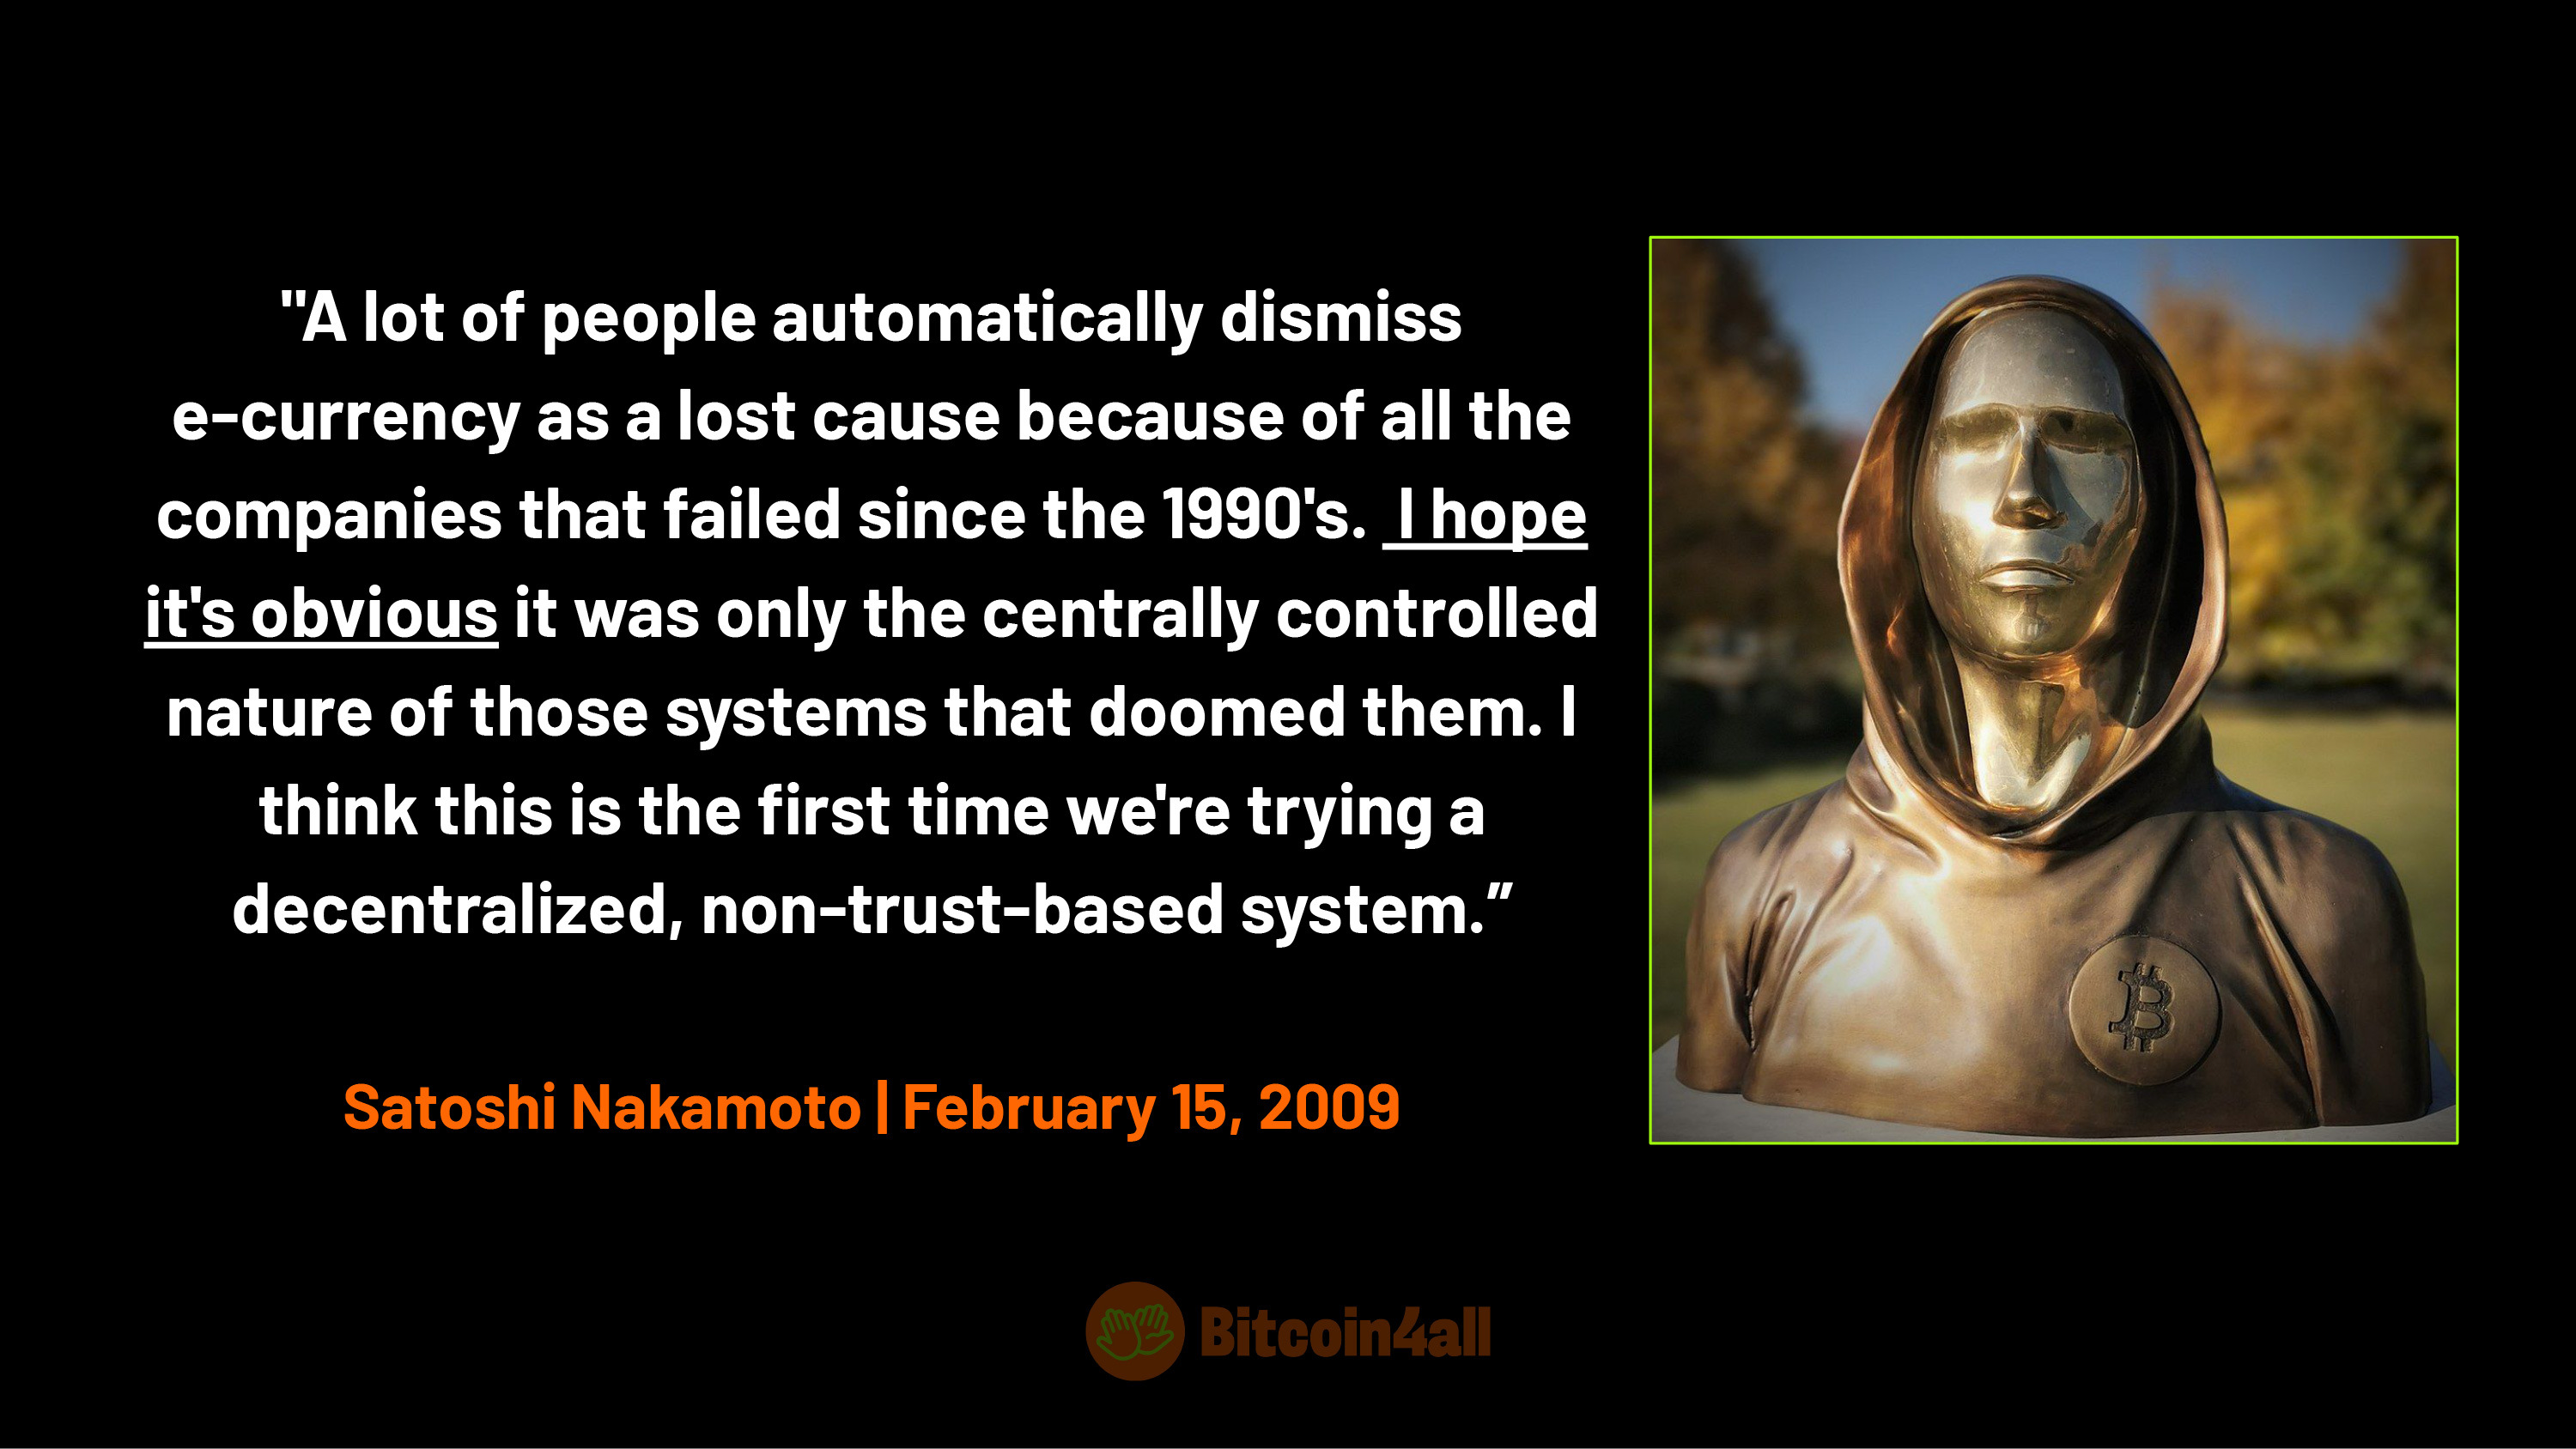 "A lot of people automatically dismiss
e-currency as a lost cause because of all the
companies that failed since the 1990's.  I hope
it's obvious it was only the centrally controlled
nature of those systems that doomed them. I
think this is the first time we're trying a
decentralized, non-trust-based system.”
Satoshi Nakamoto | February 15, 2009
Bitcoin4all